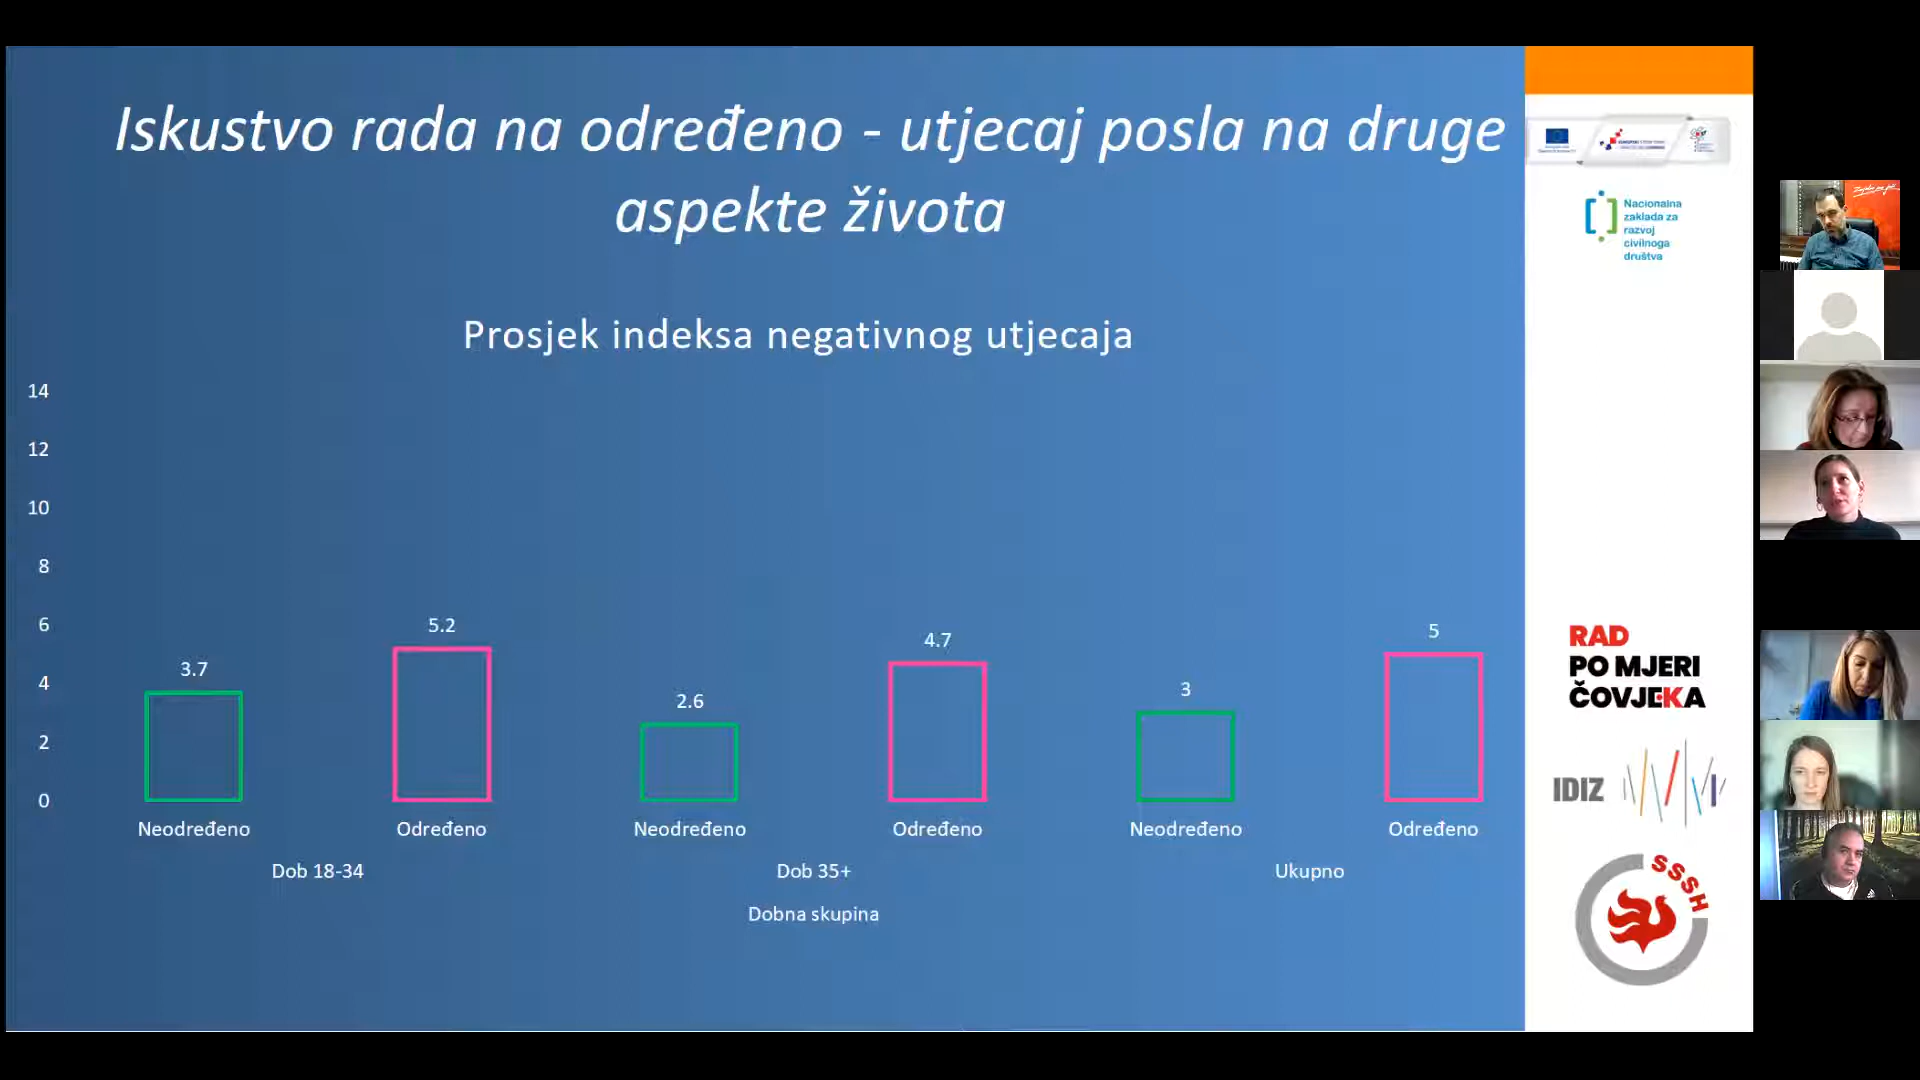 Iskustvo rada na određeno - utjecaj posla na druge
aspekte života
Prosjek indeksa negativnog utjecaja
14
12
10
8
6
4
2
0
3.7
5.2
2.6
4.7
3
5
Neodređeno
Određeno
Neodređeno
Određeno
Neodređeno
Određeno
Dob 18-34
Dob 35+
Ukupno
Dobna skupina
Nacionalna
zaklada za
razvoj
civilnoga
društva
RAD
PO MJERI
ČOVJEKA
IDIZ
SSSH